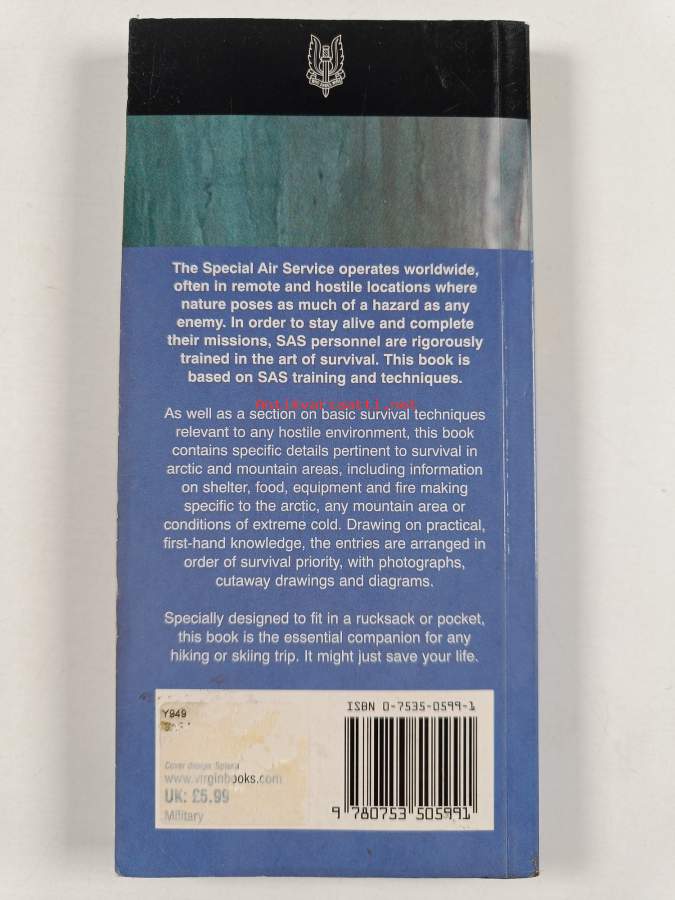 The Special Air Service operates worldwide,
often in remote and hostile locations where
nature poses as much of a hazard as any
enemy. In order to stay alive and complete
their missions, SAS personnel are rigorously
trained in the art of survival. This book is
based on SAS training and techniques.
Antikvariaatti.net
As well as a section on basic survival techniques
relevant to any hostile environment, this book
contains specific details pertinent to survival in
arctic and mountain areas, including information
on shelter, food, equipment and fire making
specific to the arctic, any mountain area or
conditions of extreme cold. Drawing on practical,
first-hand knowledge, the entries are arranged in
order of survival priority, with photographs,
cutaway drawings and diagrams.
Specially designed to fit in a rucksack or pocket,
this book is the essential companion for any
hiking or skiing trip. It might just save your life.
Y949
Cover design:
www.virginbooks.com
UK: £5.99
Military
ISBN 0-7535-0599-1
9 780753 505991